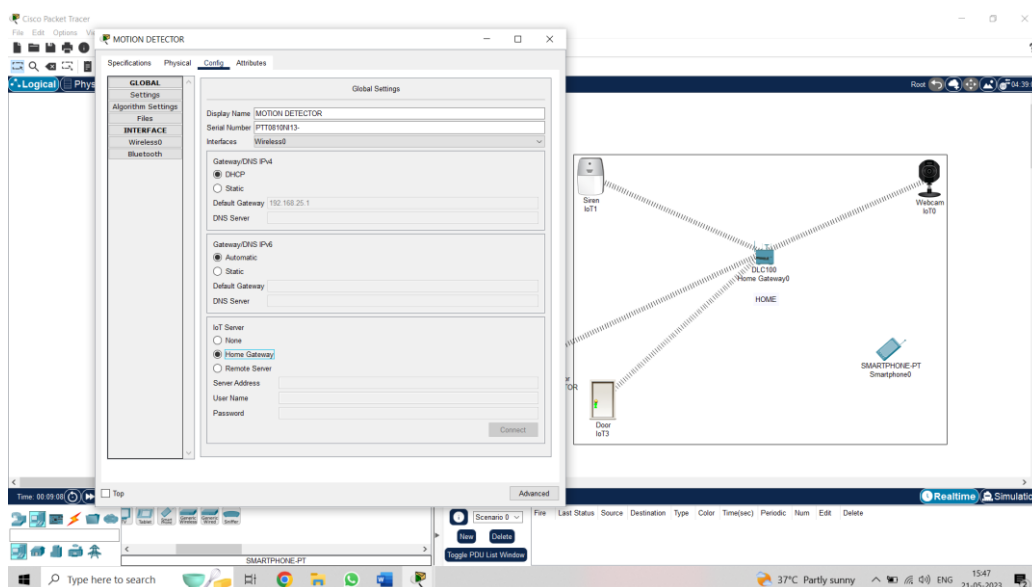 Cisco Packet Tracer
File Edit Options
MOTION DETECTOR
Specifications Physical Config Attributes
Logical
Root
GLOBAL
Settings
Algorithm Settings
Files
INTERFACE
Wireless0
Bluetooth
Global Settings
Display Name MOTION DETECTOR
Serial Number PTT0810NI13-
Interfaces Wireless0
Gateway/DNS IPv4
DHCP
Static
Default Gateway 192.168.25.1
DNS Server
Gateway/DNS IPv6
Automatic
Static
Default Gateway
DNS Server
IoT Server
None
Home Gateway
Remote Server
Server Address
User Name
Password
Connect
Top
Advanced
Siren
IoT1
Webcam
IoT0
DLC100
Home Gateway0
HOME
SMARTPHONE-PT
Smartphone0
Door
IoT3
Time: 00:09:08
Realtime
Scenario 0
New Delete
Toggle PDU List Window
Fire Last Status Source Destination Type Color Time(sec) Periodic Num Edit Delete
SMARTPHONE-PT
Type here to search
37°C Partly sunny
ENG
15:47
21-05-2023